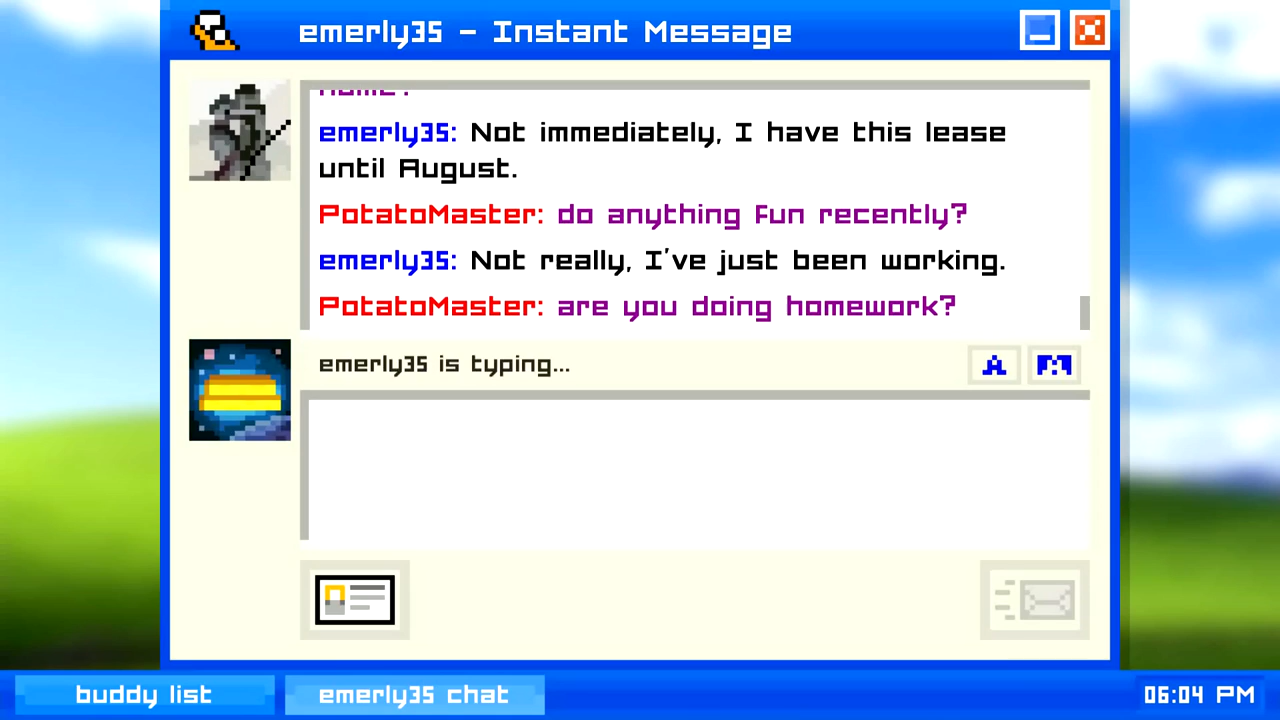 emerly35 – Instant Message
emerly35: Not immediately, I have this lease
until August.
PotatoMaster: do anything fun recently?
emerly35: Not really, I've just been working.
PotatoMaster: are you doing homework?
emerly35 is typing...
A
buddy list
emerly35 chat
06:04 PM